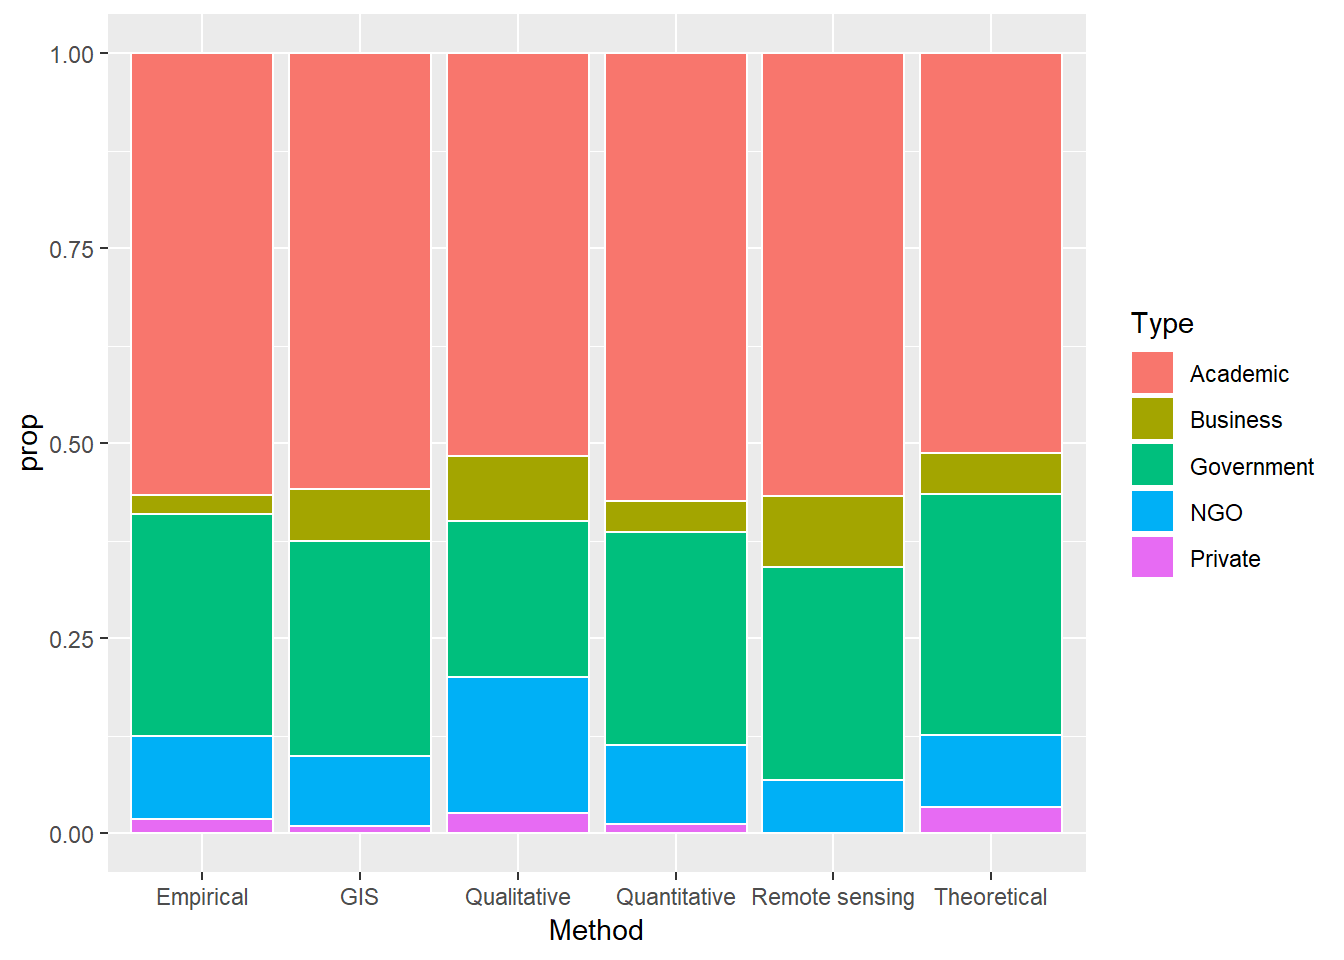 1.00
0.75
0.50
0.25
0.00
prop
Empirical GIS Qualitative Quantitative Remote sensing Theoretical
Method
Type
Academic
Business
Government
NGO
Private